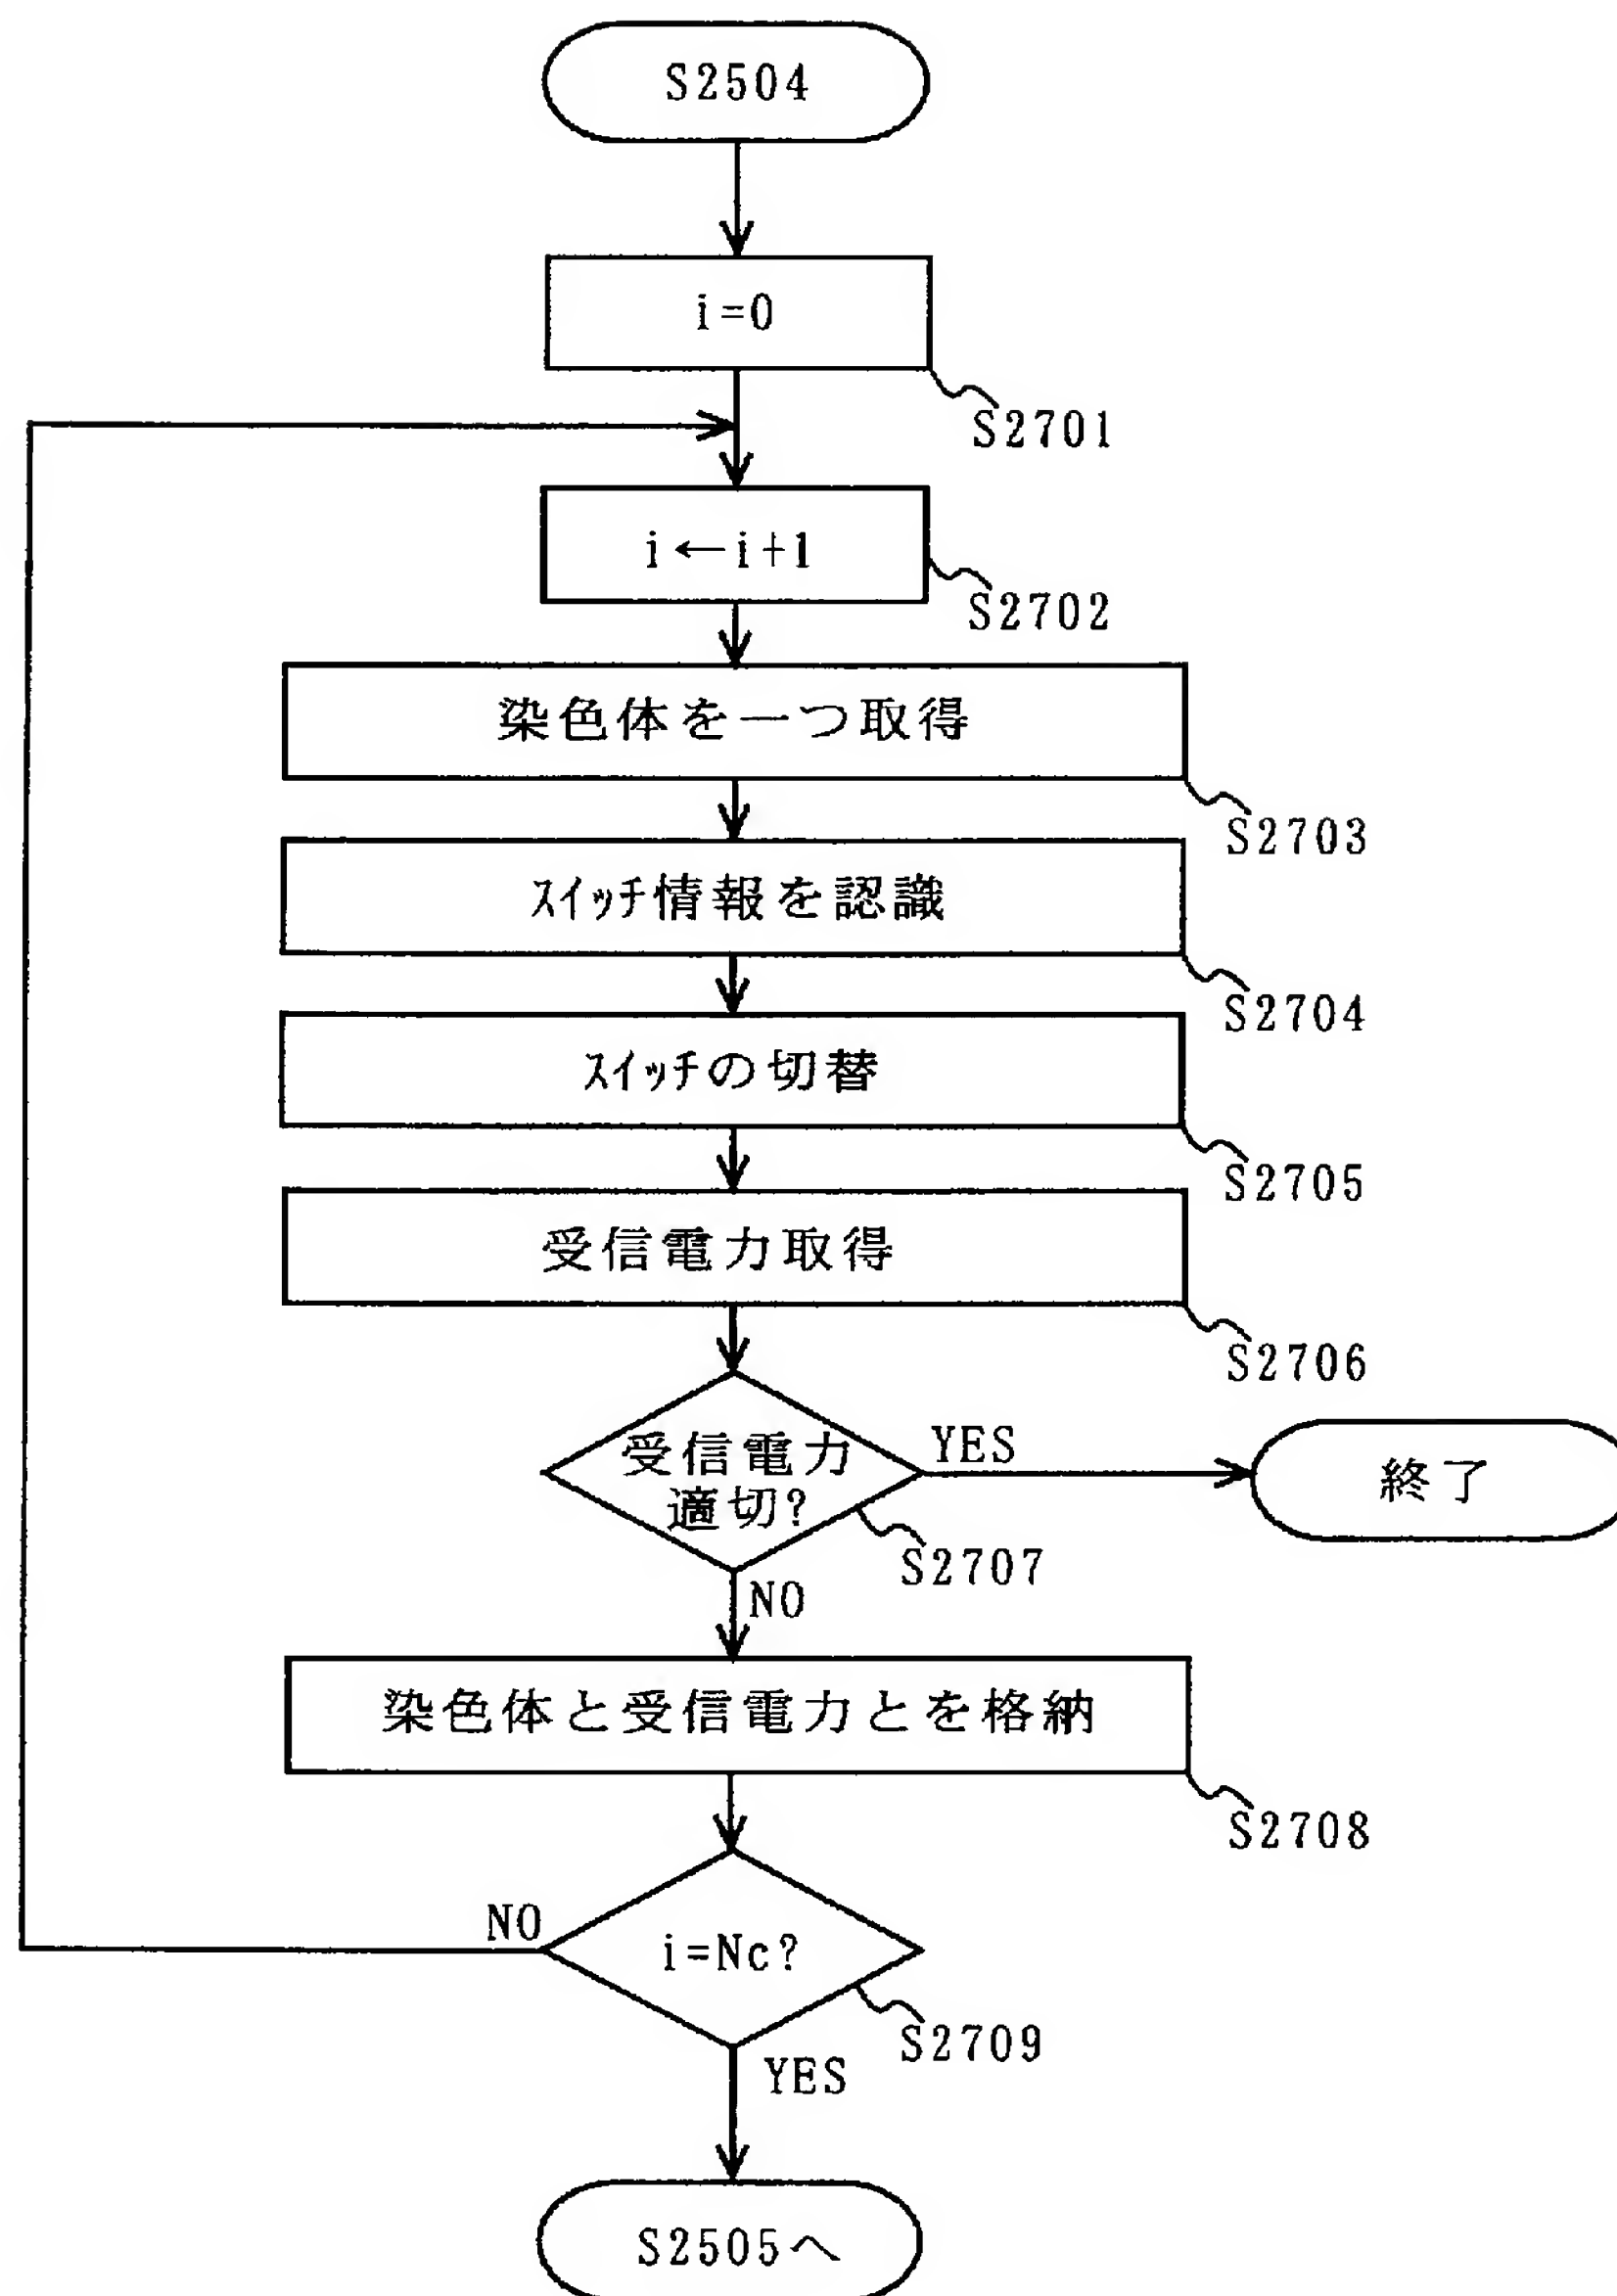 S2504
i=0
S2701
i←i+1
S2702
染色体を一つ取得
S2703
ｽｲｯﾁ情報を認識
S2704
ｽｲｯﾁの切替
S2705
受信電力取得
S2706
受信電力
適切?
YES
終了
S2707
NO
染色体と受信電力とを格納
S2708
NO
i=Nc?
S2709
YES
S2505へ